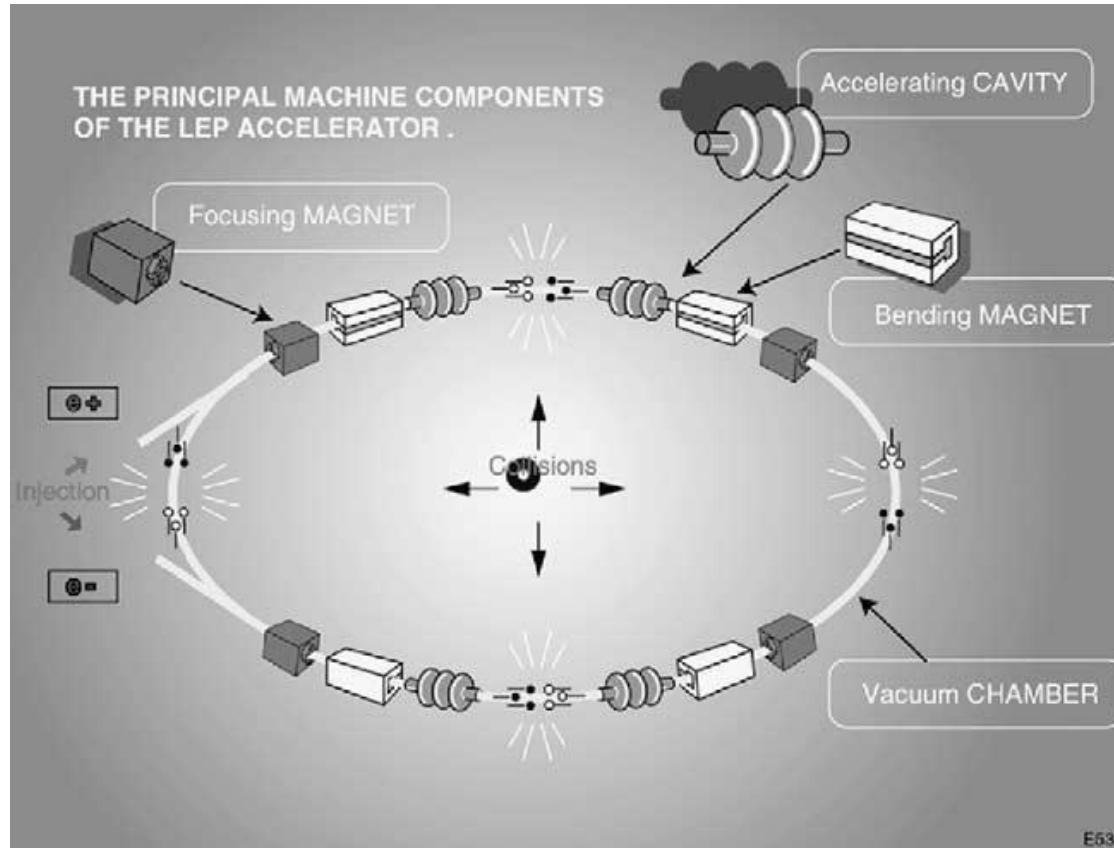 THE PRINCIPAL MACHINE COMPONENTS
OF THE LEP ACCELERATOR .
Accelerating CAVITY
Focusing MAGNET
Bending MAGNET
e +
Collisions
Injection
e -
Vacuum CHAMBER
E53